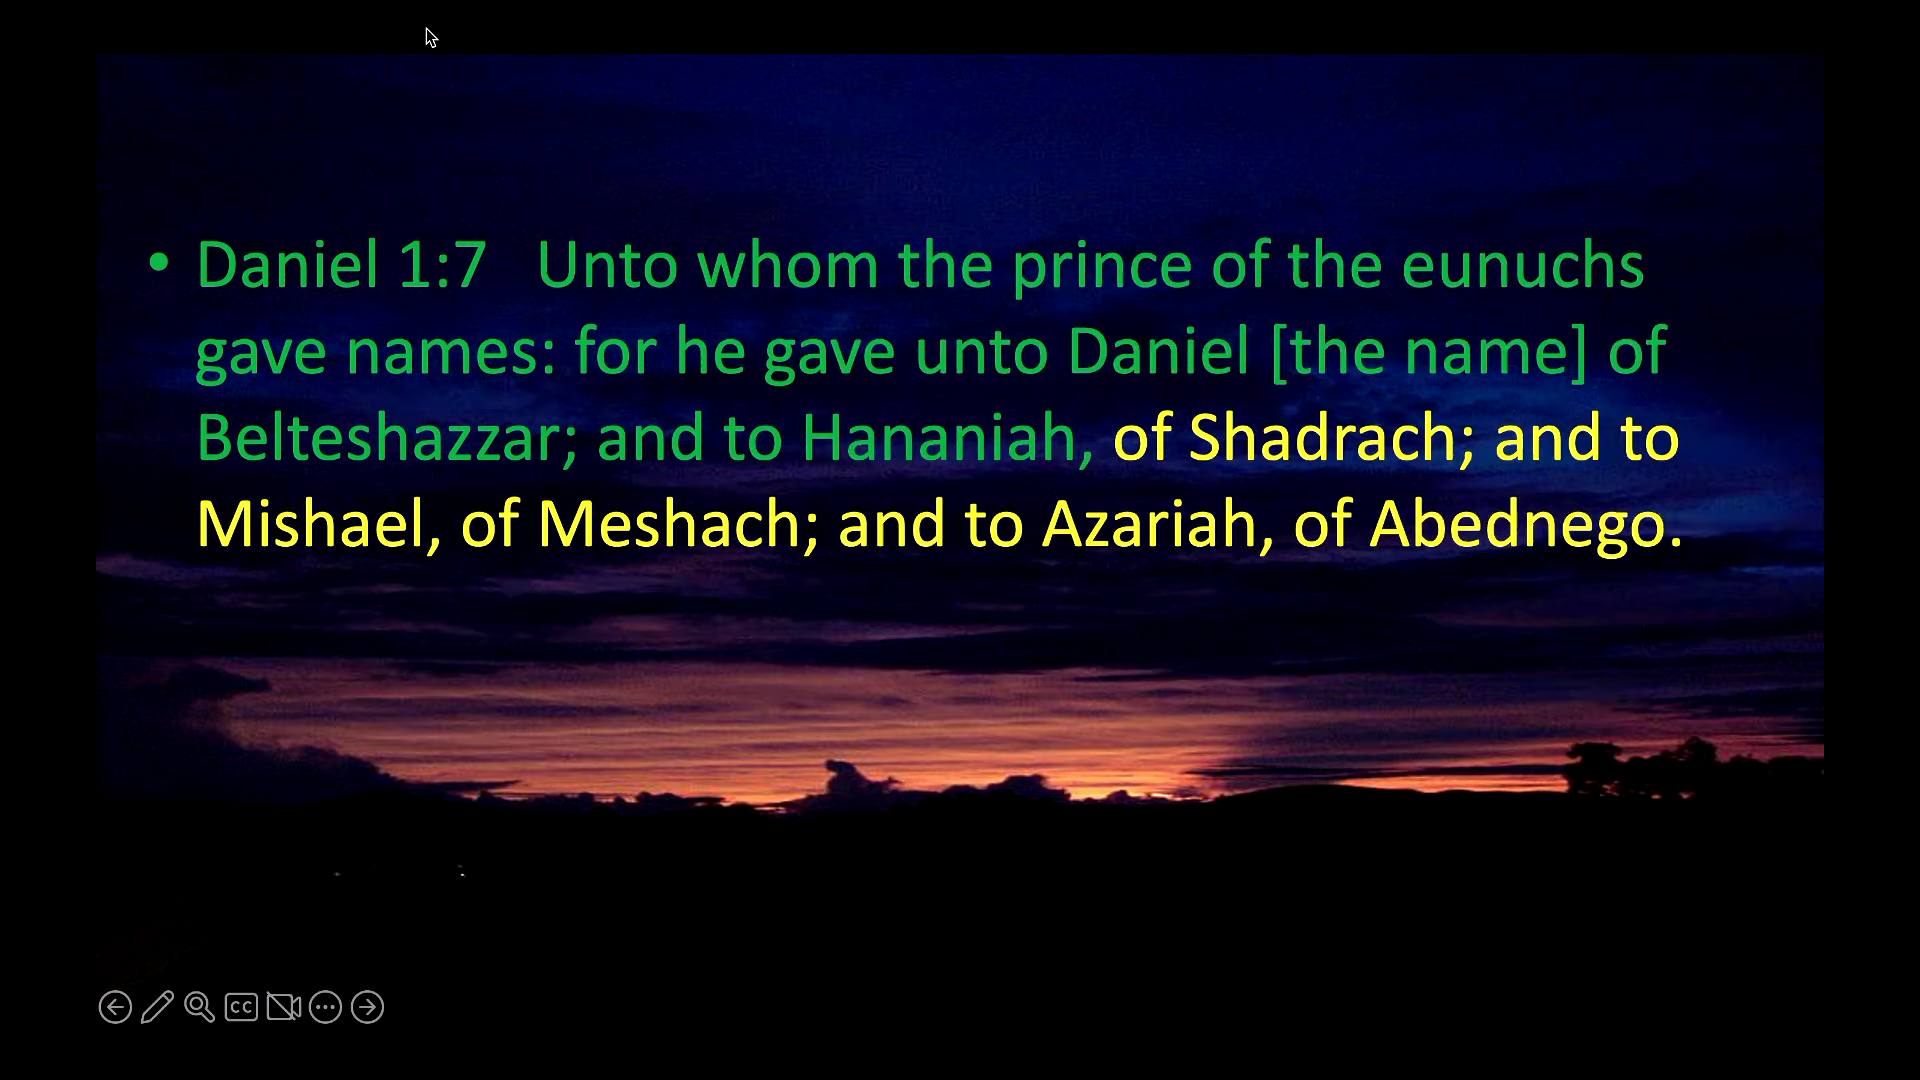 • Daniel 1:7   Unto whom the prince of the eunuchs
gave names: for he gave unto Daniel [the name] of
Belteshazzar; and to Hananiah, of Shadrach; and to
Mishael, of Meshach; and to Azariah, of Abednego.
CC